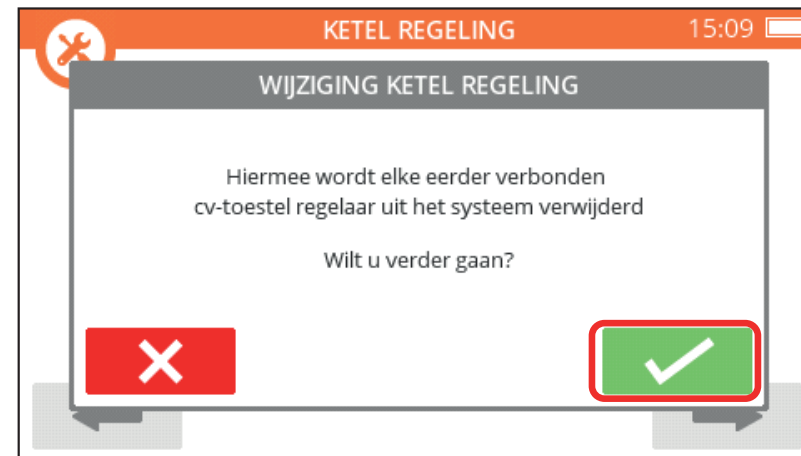 KETEL REGELING 15:09
WIJZIGING KETEL REGELING
Hiermee wordt elke eerder verbonden
cv-toestel regelaar uit het systeem verwijderd
Wilt u verder gaan?